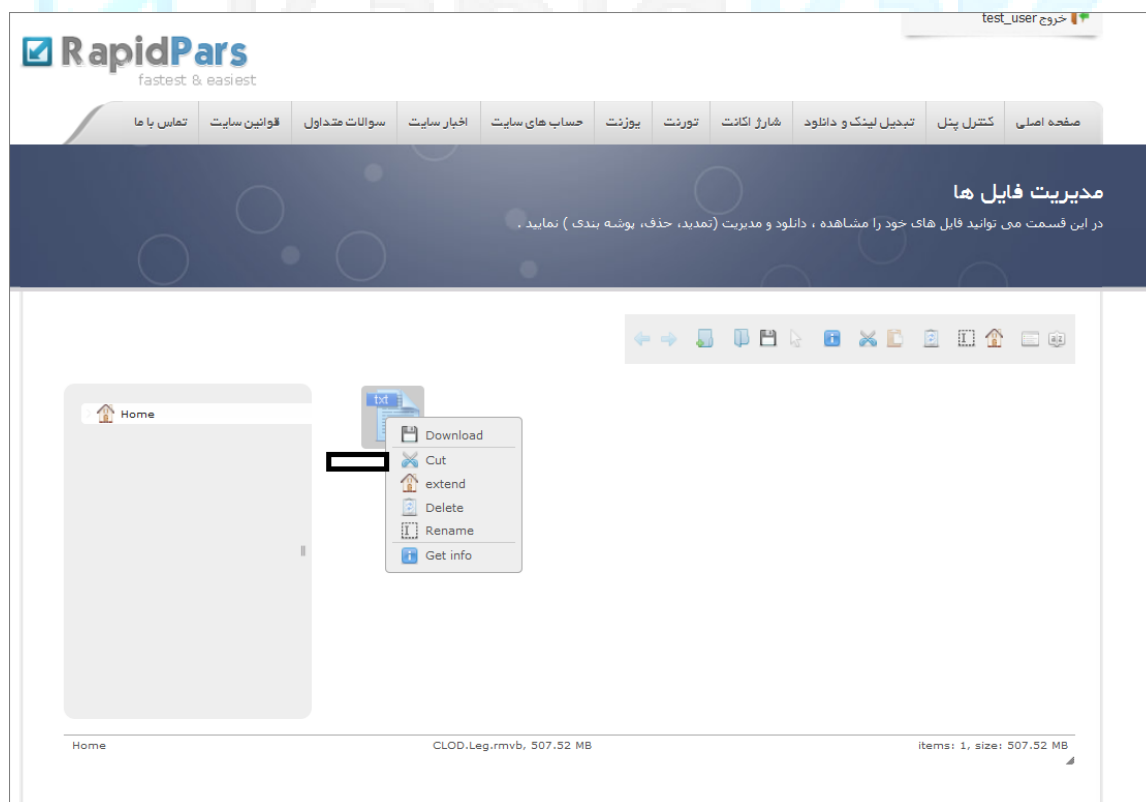 خروج test_user
RapidPars
fastest & easiest
صفحه اصلی کنترل پنل تبدیل لینک و دانلود شارژ اکانت تورنت یوزنت حساب های سایت اخبار سایت سوالات متداول قوانین سایت تماس با ما
مدیریت فایل ها
در این قسمت می توانید فایل های خود را مشاهده ، دانلود و مدیریت (تمدید، حذف، پوشه بندی ) نمایید .
Home
txt
Download
Cut
extend
Delete
Rename
Get info
Home CLOD.Leg.rmvb, 507.52 MB items: 1, size: 507.52 MB